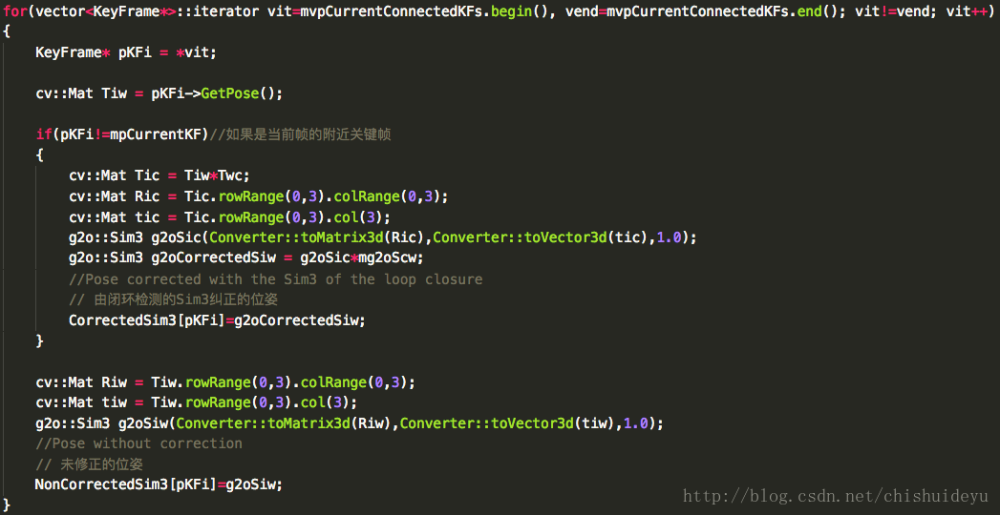 for(vector<KeyFrame*>::iterator vit=mvpCurrentConnectedKFs.begin(), vend=mvpCurrentConnectedKFs.end(); vit!=vend; vit++)
{
KeyFrame* pKFi = *vit;
cv::Mat Tiw = pKFi->GetPose();
if(pKFi!=mpCurrentKF)//如果是当前帧的附近关键帧
{
cv::Mat Tic = Tiw*Twc;
cv::Mat Ric = Tic.rowRange(0,3).colRange(0,3);
cv::Mat tic = Tic.rowRange(0,3).col(3);
g2o::Sim3 g2oSic(Converter::toMatrix3d(Ric),Converter::toVector3d(tic),1.0);
g2o::Sim3 g2oCorrectedSiw = g2oSic*mg2oScw;
//Pose corrected with the Sim3 of the loop closure
// 由闭环检测的Sim3纠正的位姿
CorrectedSim3[pKFi]=g2oCorrectedSiw;
}
cv::Mat Riw = Tiw.rowRange(0,3).colRange(0,3);
cv::Mat tiw = Tiw.rowRange(0,3).col(3);
g2o::Sim3 g2oSiw(Converter::toMatrix3d(Riw),Converter::toVector3d(tiw),1.0);
//Pose without correction
// 未修正的位姿
NonCorrectedSim3[pKFi]=g2oSiw;
}
http://blog.csdn.net/chishuideyu